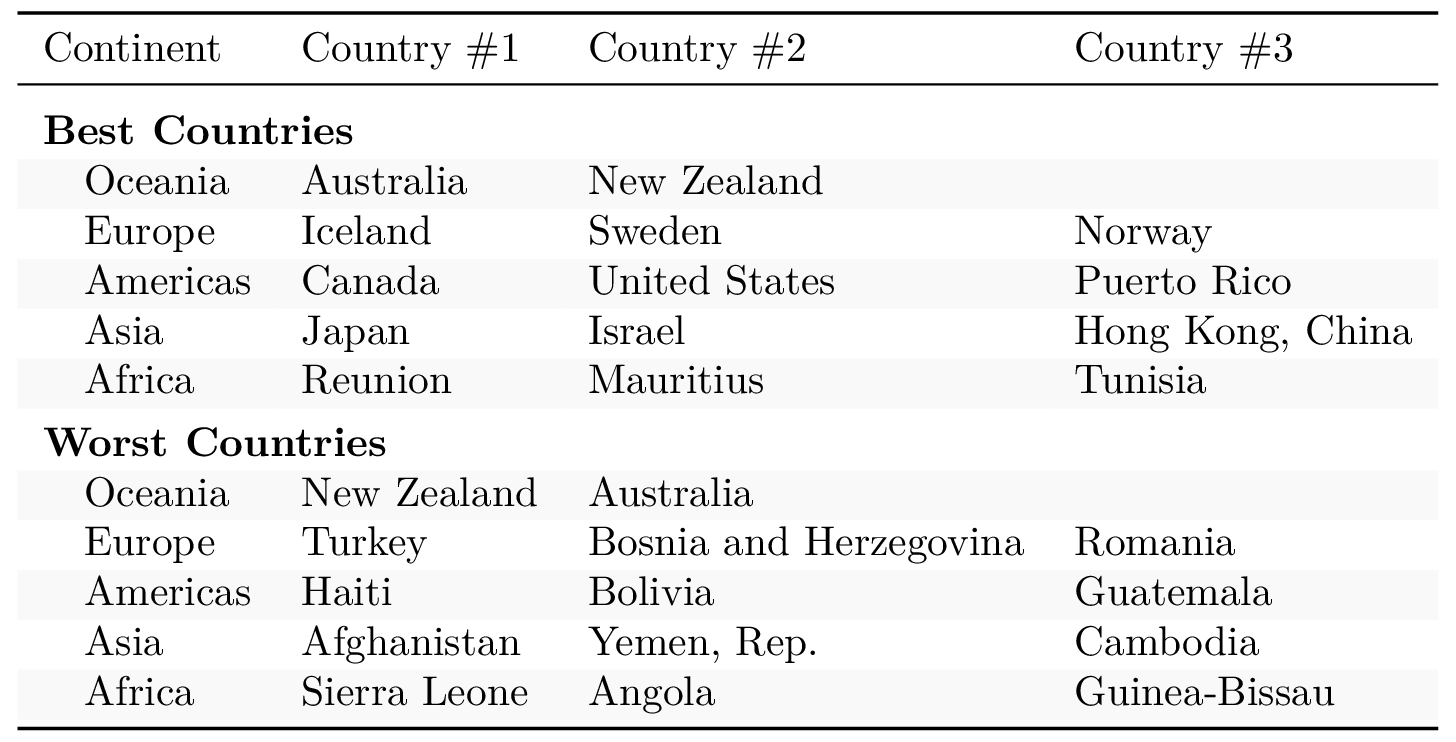 Continent Country #1 Country #2 Country #3
Best Countries
Oceania Australia New Zealand
Europe Iceland Sweden Norway
Americas Canada United States Puerto Rico
Asia Japan Israel Hong Kong, China
Africa Reunion Mauritius Tunisia
Worst Countries
Oceania New Zealand Australia
Europe Turkey Bosnia and Herzegovina Romania
Americas Haiti Bolivia Guatemala
Asia Afghanistan Yemen, Rep. Cambodia
Africa Sierra Leone Angola Guinea-Bissau